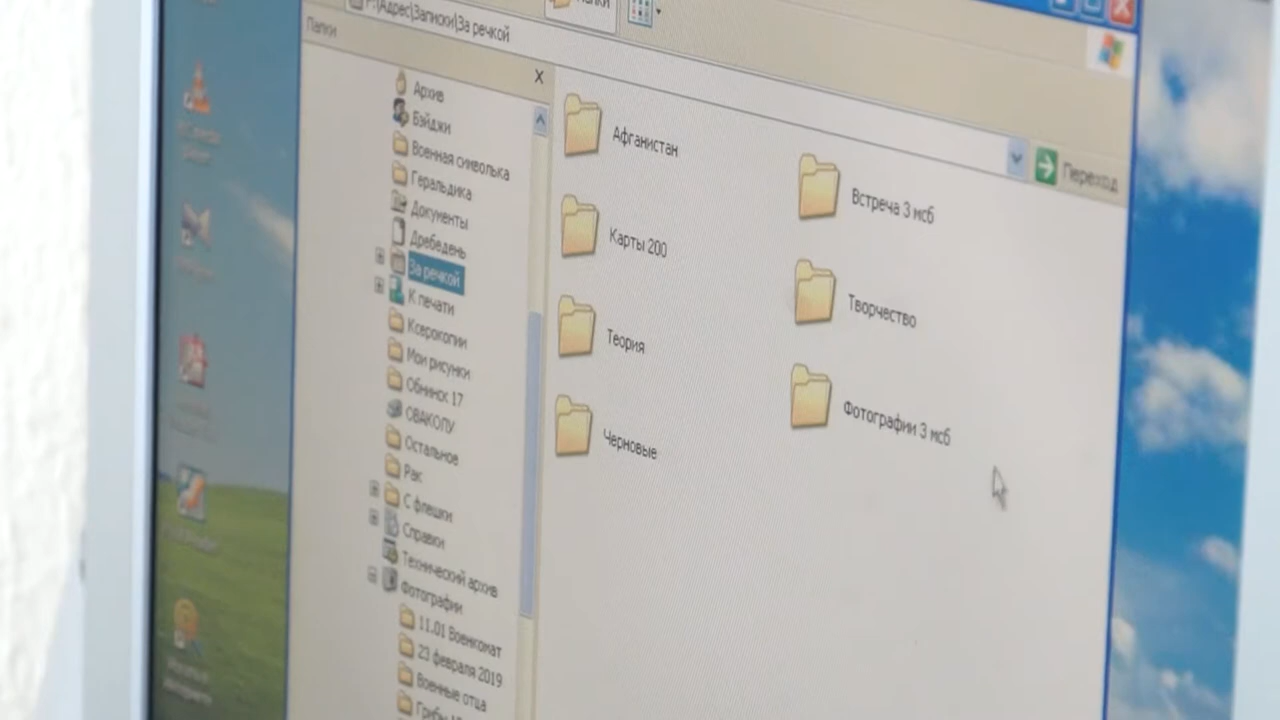 F:\Адрес\Записки\За речкой
Папки
X
Переход
Архив
Бэйджи
Военная символька
Геральдика
Документы
Дребедень
За речкой
К печати
Ксерокопии
Мои рисунки
Обнинск 17
ОВАКОПУ
Остальное
Рак
С флешки
Справки
Технический архив
Фотографии
11.01 Военкомат
23 февраля 2019
Военные отца
Афганистан
Встреча 3 мсб
Карты 200
Творчество
Теория
Фотографии 3 мсб
Черновые